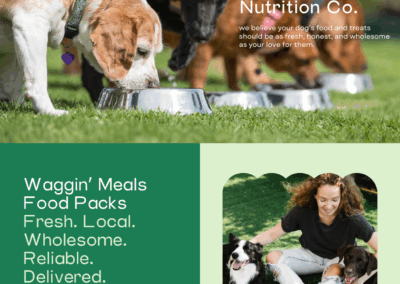 Nutrition Co.
we believe your dog's food and treats
should be as fresh, honest, and wholesome
as your love for them.
Waggin' Meals
Food Packs
Fresh. Local.
Wholesome.
Reliable.
Delivered.